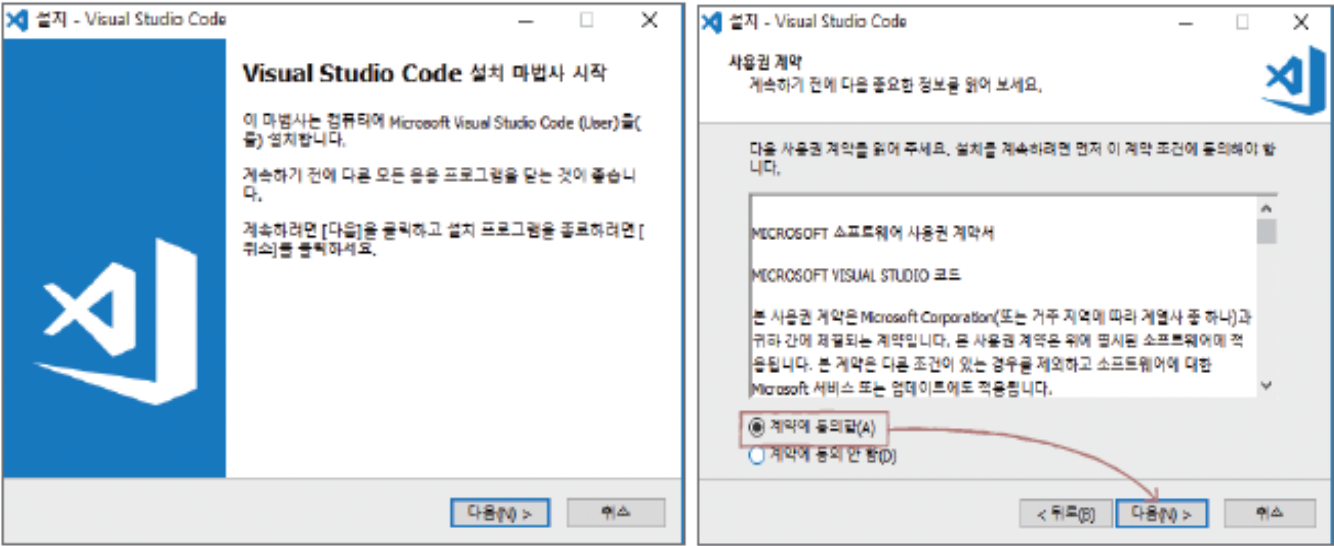 설치 - Visual Studio Code
Visual Studio Code 설치 마법사 시작
이 마법사는 컴퓨터에 Microsoft Visual Studio Code (User)을(
를) 설치합니다.
계속하기 전에 다른 모든 응용 프로그램을 닫는 것이 좋습니
다.
계속하려면 [다음]을 클릭하고 설치 프로그램을 종료하려면 [
취소]를 클릭하세요.
다음(N) >
취소
설치 - Visual Studio Code
사용권 계약
계속하기 전에 다음 중요한 정보를 읽어 보세요.
다음 사용권 계약을 읽어 주세요. 설치를 계속하려면 먼저 이 계약 조건에 동의해야 합
니다.
MICROSOFT 소프트웨어 사용권 계약서
MICROSOFT VISUAL STUDIO 코드
본 사용권 계약은 Microsoft Corporation(또는 거주 지역에 따라 계열사 중 하나)과
귀하 간에 체결되는 계약입니다. 본 사용권 계약은 위에 명시된 소프트웨어에 적
용됩니다. 본 계약은 다른 조건이 있는 경우를 제외하고 소프트웨어에 대한
Microsoft 서비스 또는 업데이트에도 적용됩니다.
계약에 동의함(A)
계약에 동의 안 함(D)
< 뒤로(B)
다음(N) >
취소